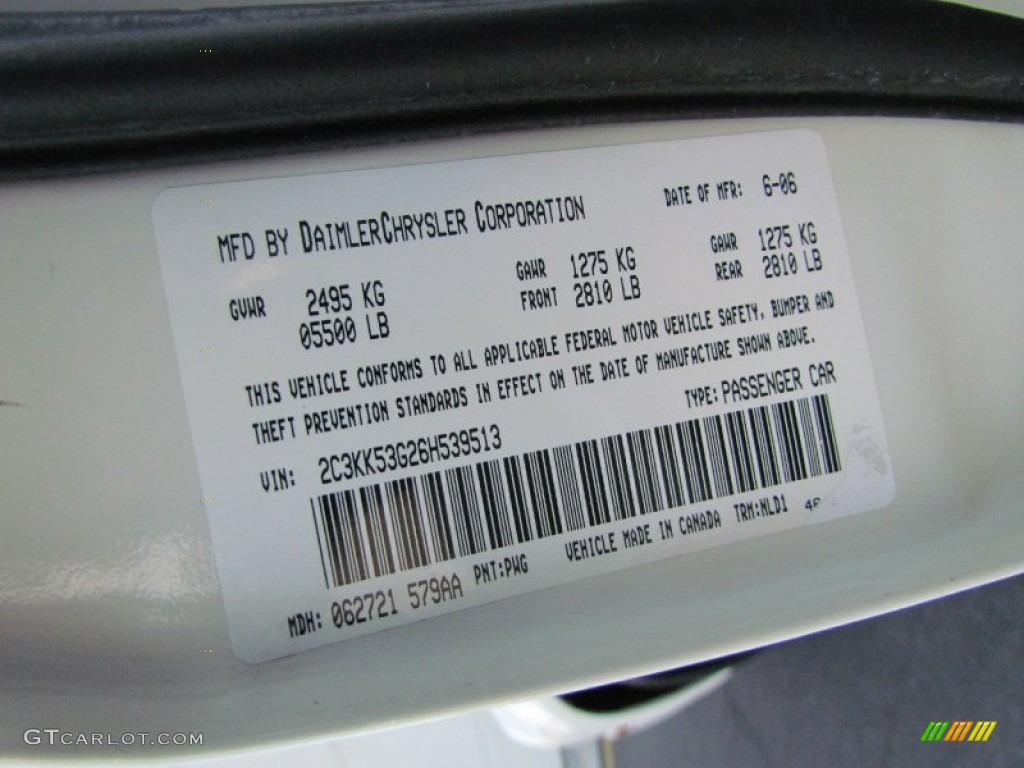 MFD BY DAIMLERCHRYSLER CORPORATION
DATE OF MFR: 6-06
GVWR 2495 KG
05500 LB
GAWR 1275 KG
FRONT 2810 LB
GAWR 1275 KG
REAR 2810 LB
THIS VEHICLE CONFORMS TO ALL APPLICABLE FEDERAL MOTOR VEHICLE SAFETY, BUMPER AND
THEFT PREVENTION STANDARDS IN EFFECT ON THE DATE OF MANUFACTURE SHOWN ABOVE.
VIN: 2C3KK53G26H539513
TYPE: PASSENGER CAR
MDH: 062721 579AA
PNT:PWG
VEHICLE MADE IN CANADA
TRM:NLD1
GTCARLOT.COM